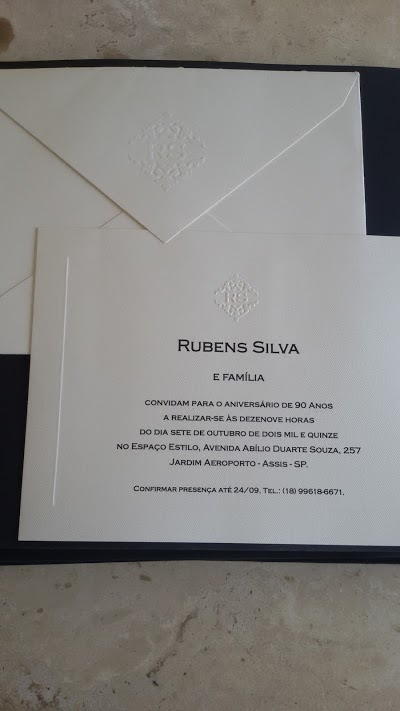 RS
RS
RUBENS SILVA
E FAMÍLIA
CONVIDAM PARA O ANIVERSÁRIO DE 90 ANOS
A REALIZAR-SE ÀS DEZENOVE HORAS
DO DIA SETE DE OUTUBRO DE DOIS MIL E QUINZE
NO ESPAÇO ESTILO, AVENIDA ABÍLIO DUARTE SOUZA, 257
JARDIM AEROPORTO - ASSIS - SP.
CONFIRMAR PRESENÇA ATÉ 24/09. TEL.: (18) 99618-6671.